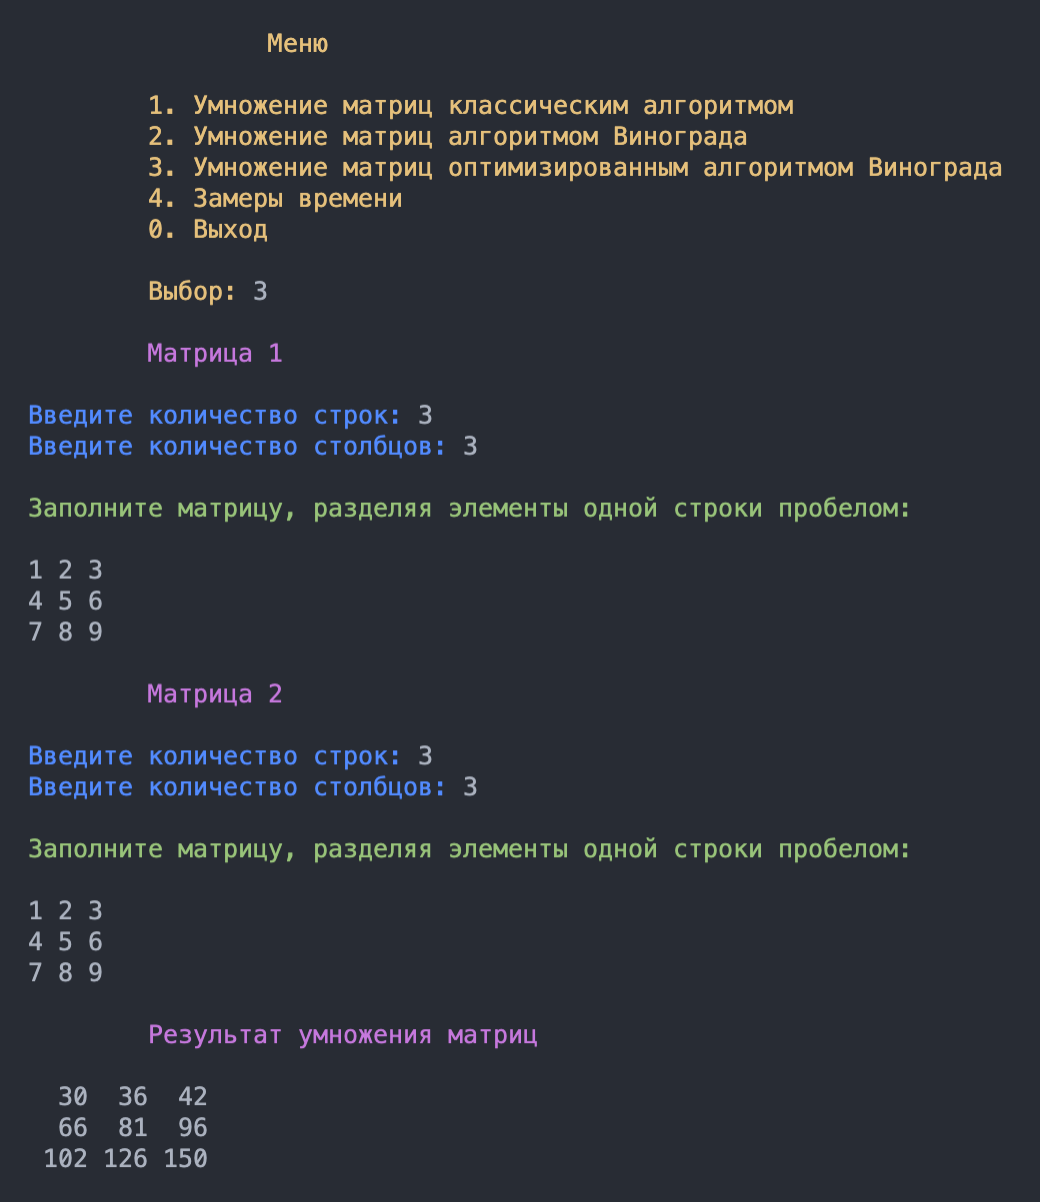 Меню
1. Умножение матриц классическим алгоритмом
2. Умножение матриц алгоритмом Винограда
3. Умножение матриц оптимизированным алгоритмом Винограда
4. Замеры времени
0. Выход
Выбор: 3
Матрица 1
Введите количество строк: 3
Введите количество столбцов: 3
Заполните матрицу, разделяя элементы одной строки пробелом:
1 2 3
4 5 6
7 8 9
Матрица 2
Введите количество строк: 3
Введите количество столбцов: 3
Заполните матрицу, разделяя элементы одной строки пробелом:
1 2 3
4 5 6
7 8 9
Результат умножения матриц
30 36 42
66 81 96
102 126 150